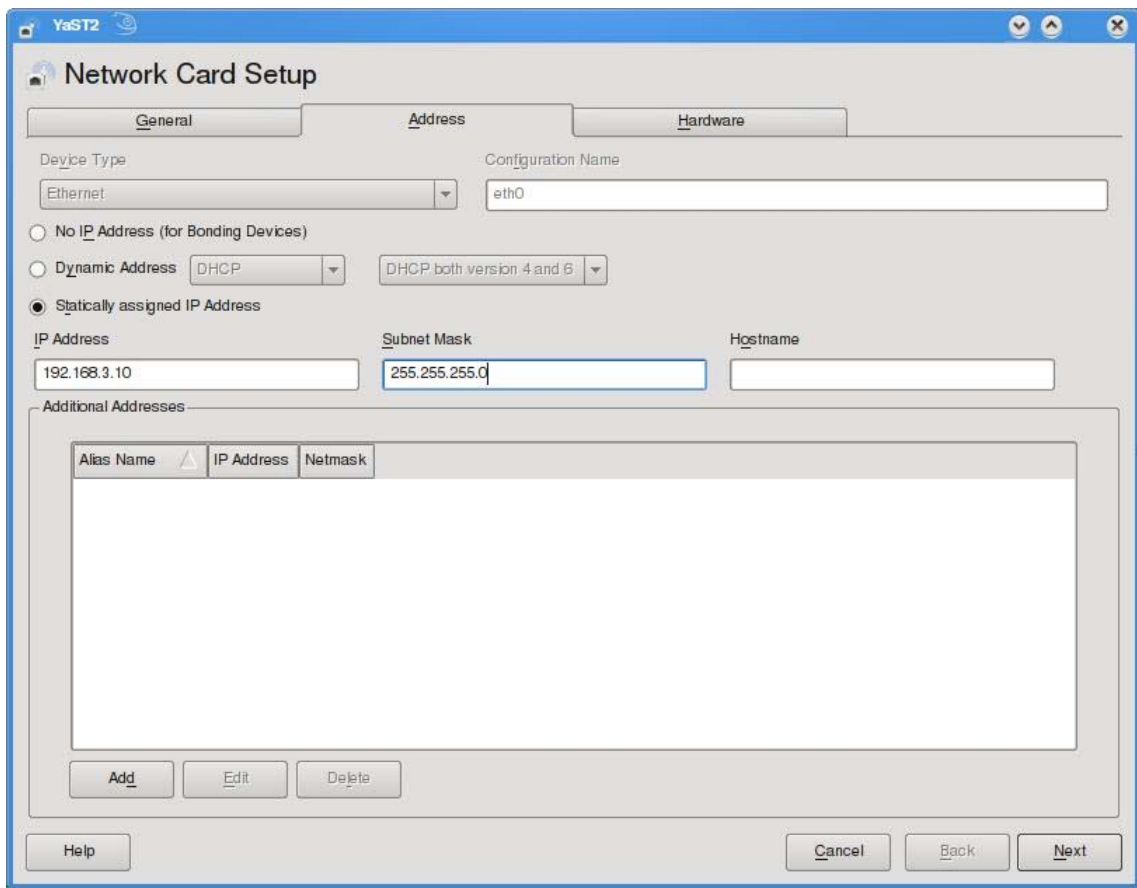 YaST2
Network Card Setup
General Address Hardware
Device Type Configuration Name
Ethernet eth0
No IP Address (for Bonding Devices)
Dynamic Address DHCP DHCP both version 4 and 6
Statically assigned IP Address
IP Address Subnet Mask Hostname
192.168.3.10 255.255.255.0
Additional Addresses
Alias Name IP Address Netmask
Add Edit Delete
Help Cancel Back Next